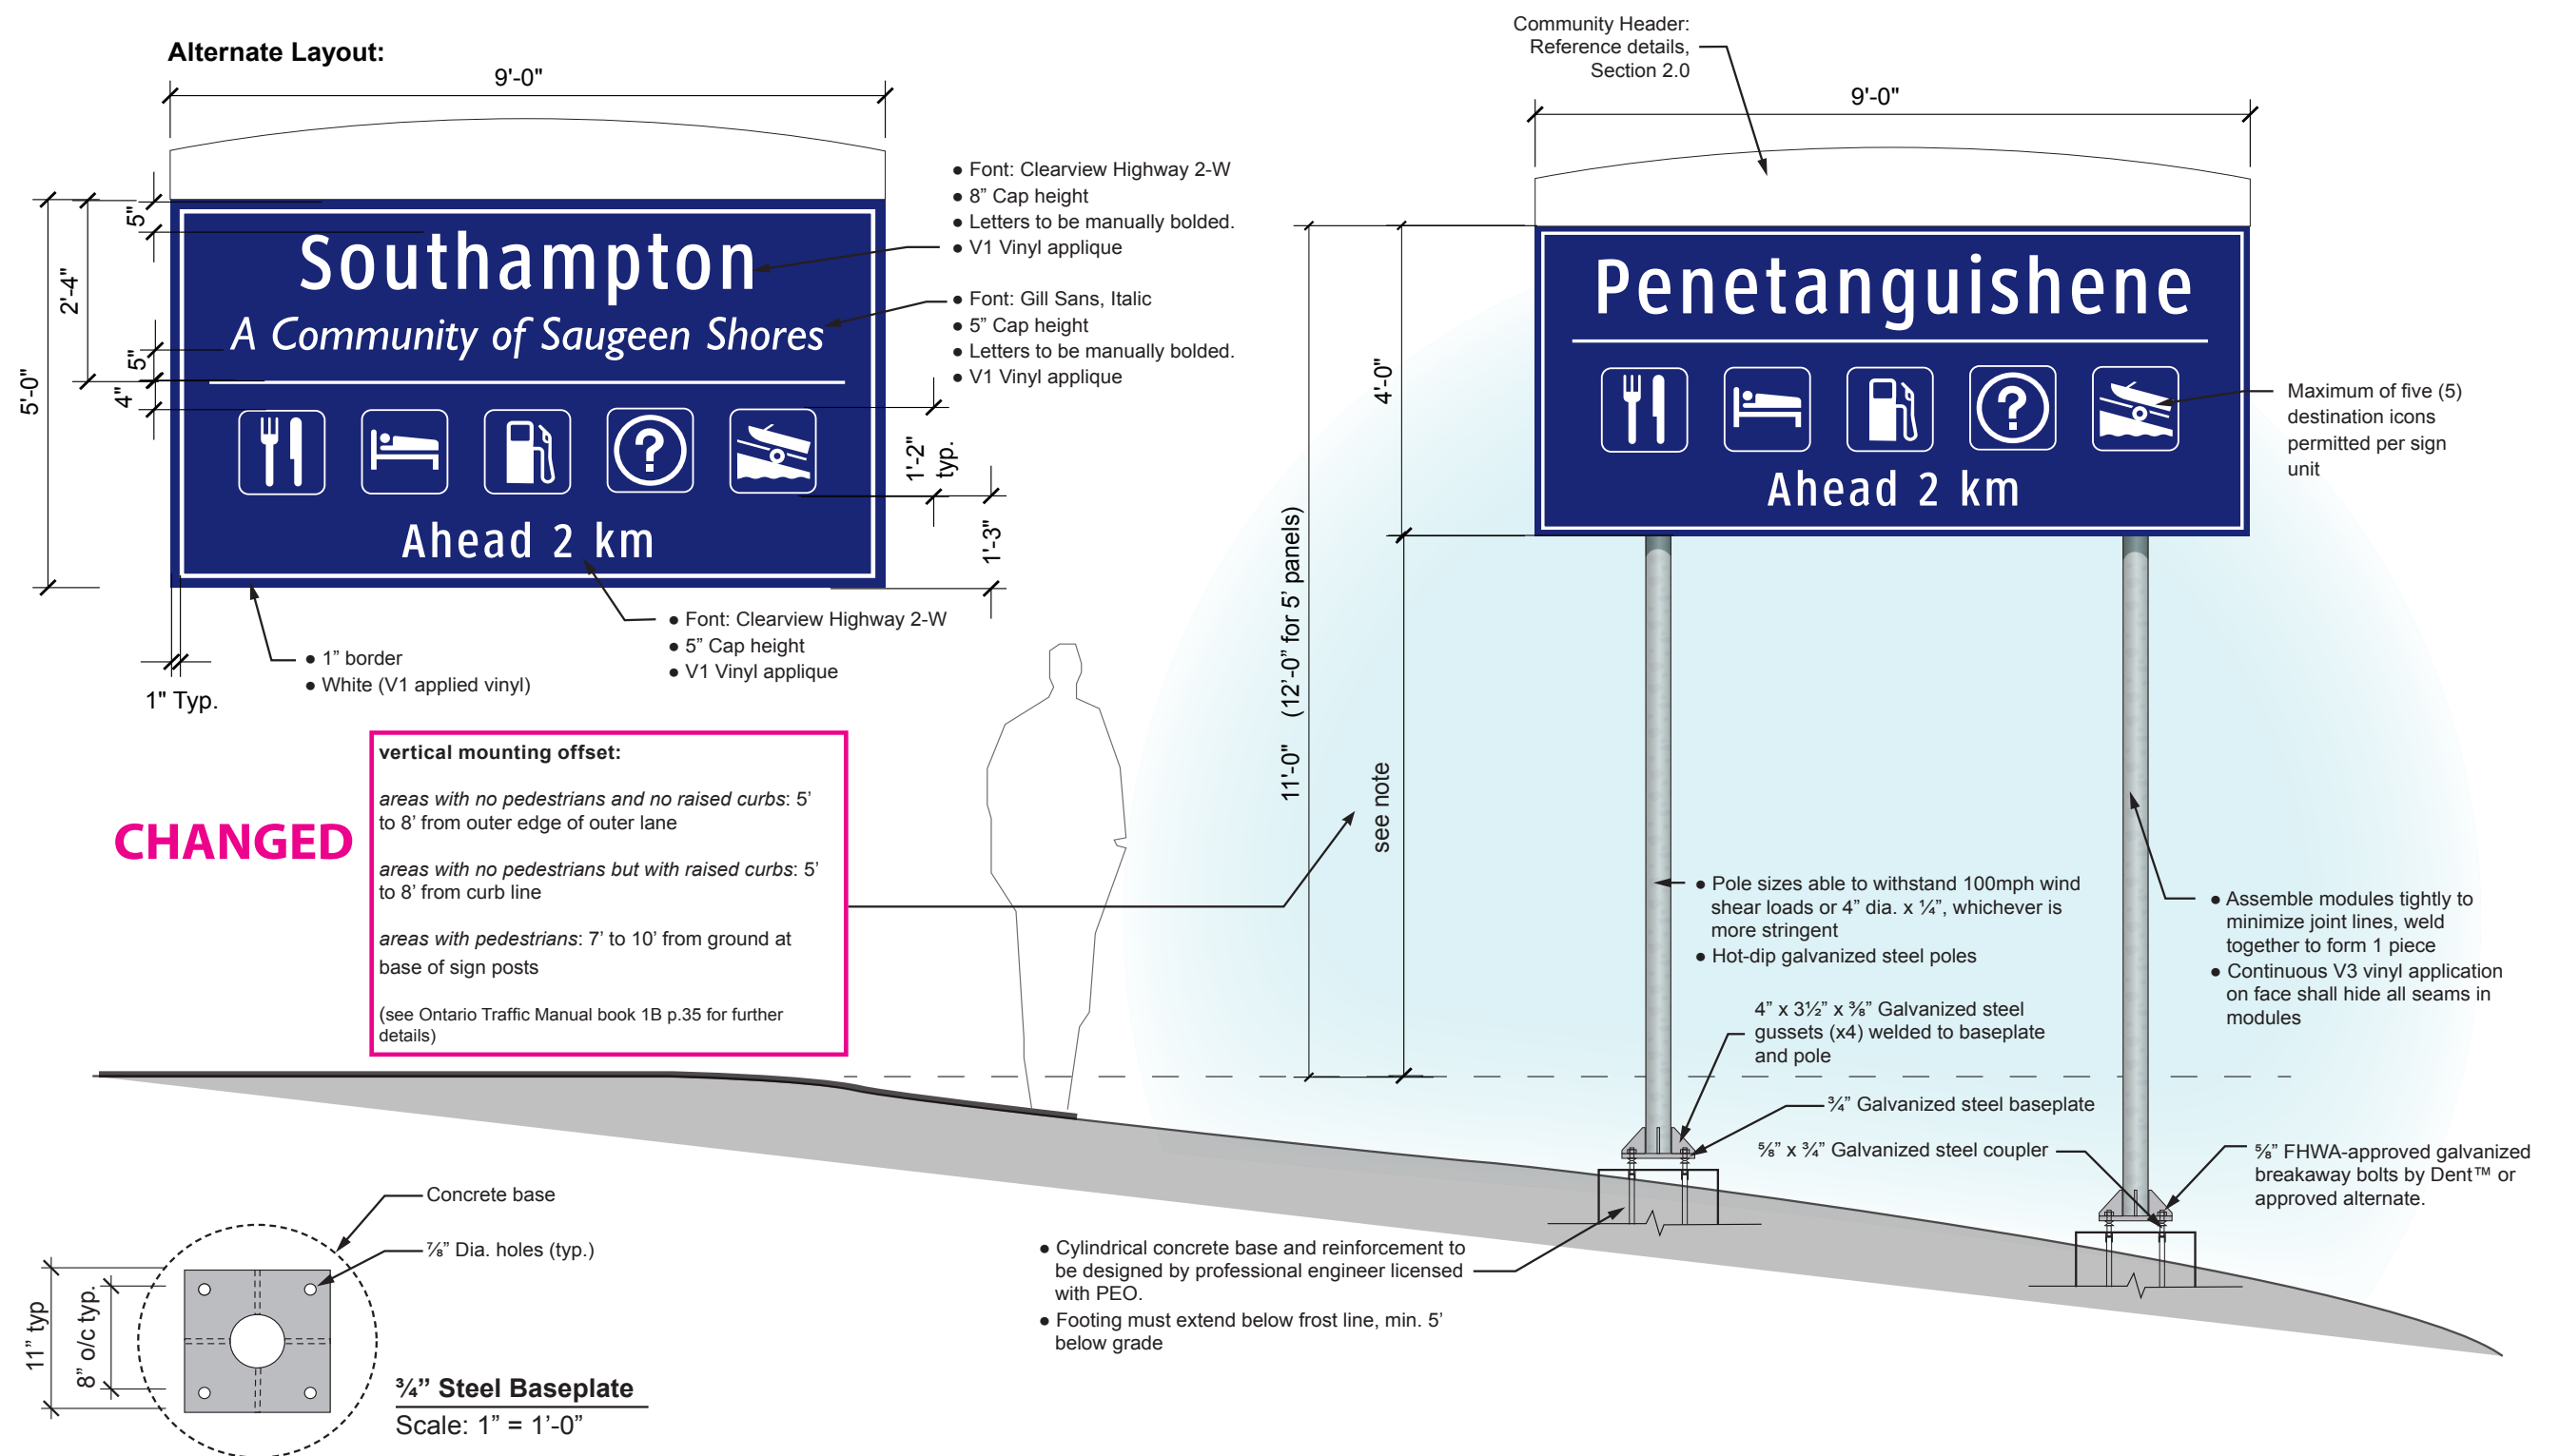 Alternate Layout:
9'-0"
5'-0"
2'-4"
5"
5"
4"
Southampton
A Community of Saugeen Shores
Ahead 2 km
1'-2"
typ.
1'-3"
1" Typ.
● Font: Clearview Highway 2-W
● 8” Cap height
● Letters to be manually bolded.
● V1 Vinyl applique
● Font: Gill Sans, Italic
● 5” Cap height
● Letters to be manually bolded.
● V1 Vinyl applique
● Font: Clearview Highway 2-W
● 5” Cap height
● V1 Vinyl applique
● 1” border
● White (V1 applied vinyl)
CHANGED
vertical mounting offset:
areas with no pedestrians and no raised curbs: 5’
to 8’ from outer edge of outer lane
areas with no pedestrians but with raised curbs: 5’
to 8’ from curb line
areas with pedestrians: 7’ to 10’ from ground at
base of sign posts
(see Ontario Traffic Manual book 1B p.35 for further
details)
Community Header:
Reference details,
Section 2.0
9'-0"
Penetanguishene
Ahead 2 km
4'-0"
11'-0" (12’-0” for 5’ panels)
see note
Maximum of five (5)
destination icons
permitted per sign
unit
● Pole sizes able to withstand 100mph wind
shear loads or 4” dia. x ¼”, whichever is
more stringent
● Hot-dip galvanized steel poles
● Assemble modules tightly to
minimize joint lines, weld
together to form 1 piece
● Continuous V3 vinyl application
on face shall hide all seams in
modules
4” x 3½” x ⅜” Galvanized steel
gussets (x4) welded to baseplate
and pole
¾” Galvanized steel baseplate
⅝” x ¾” Galvanized steel coupler
⅝” FHWA-approved galvanized
breakaway bolts by Dent™ or
approved alternate.
● Cylindrical concrete base and reinforcement to
be designed by professional engineer licensed
with PEO.
● Footing must extend below frost line, min. 5’
below grade
Concrete base
⅞” Dia. holes (typ.)
11” typ
8” o/c typ.
¾” Steel Baseplate
Scale: 1” = 1’-0”